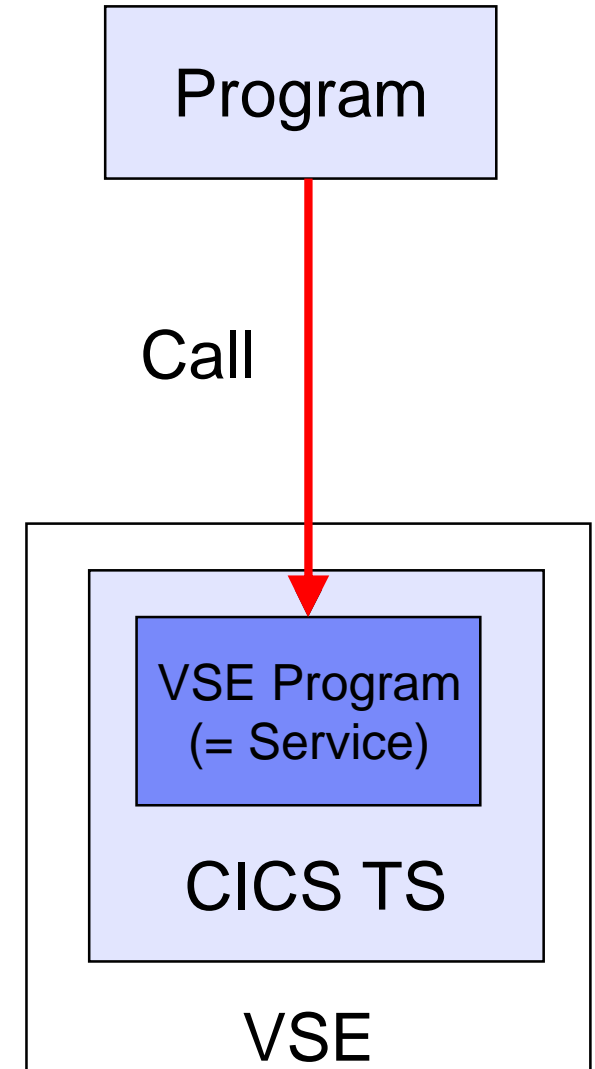 Program
Call
VSE Program
(= Service)
CICS TS
VSE